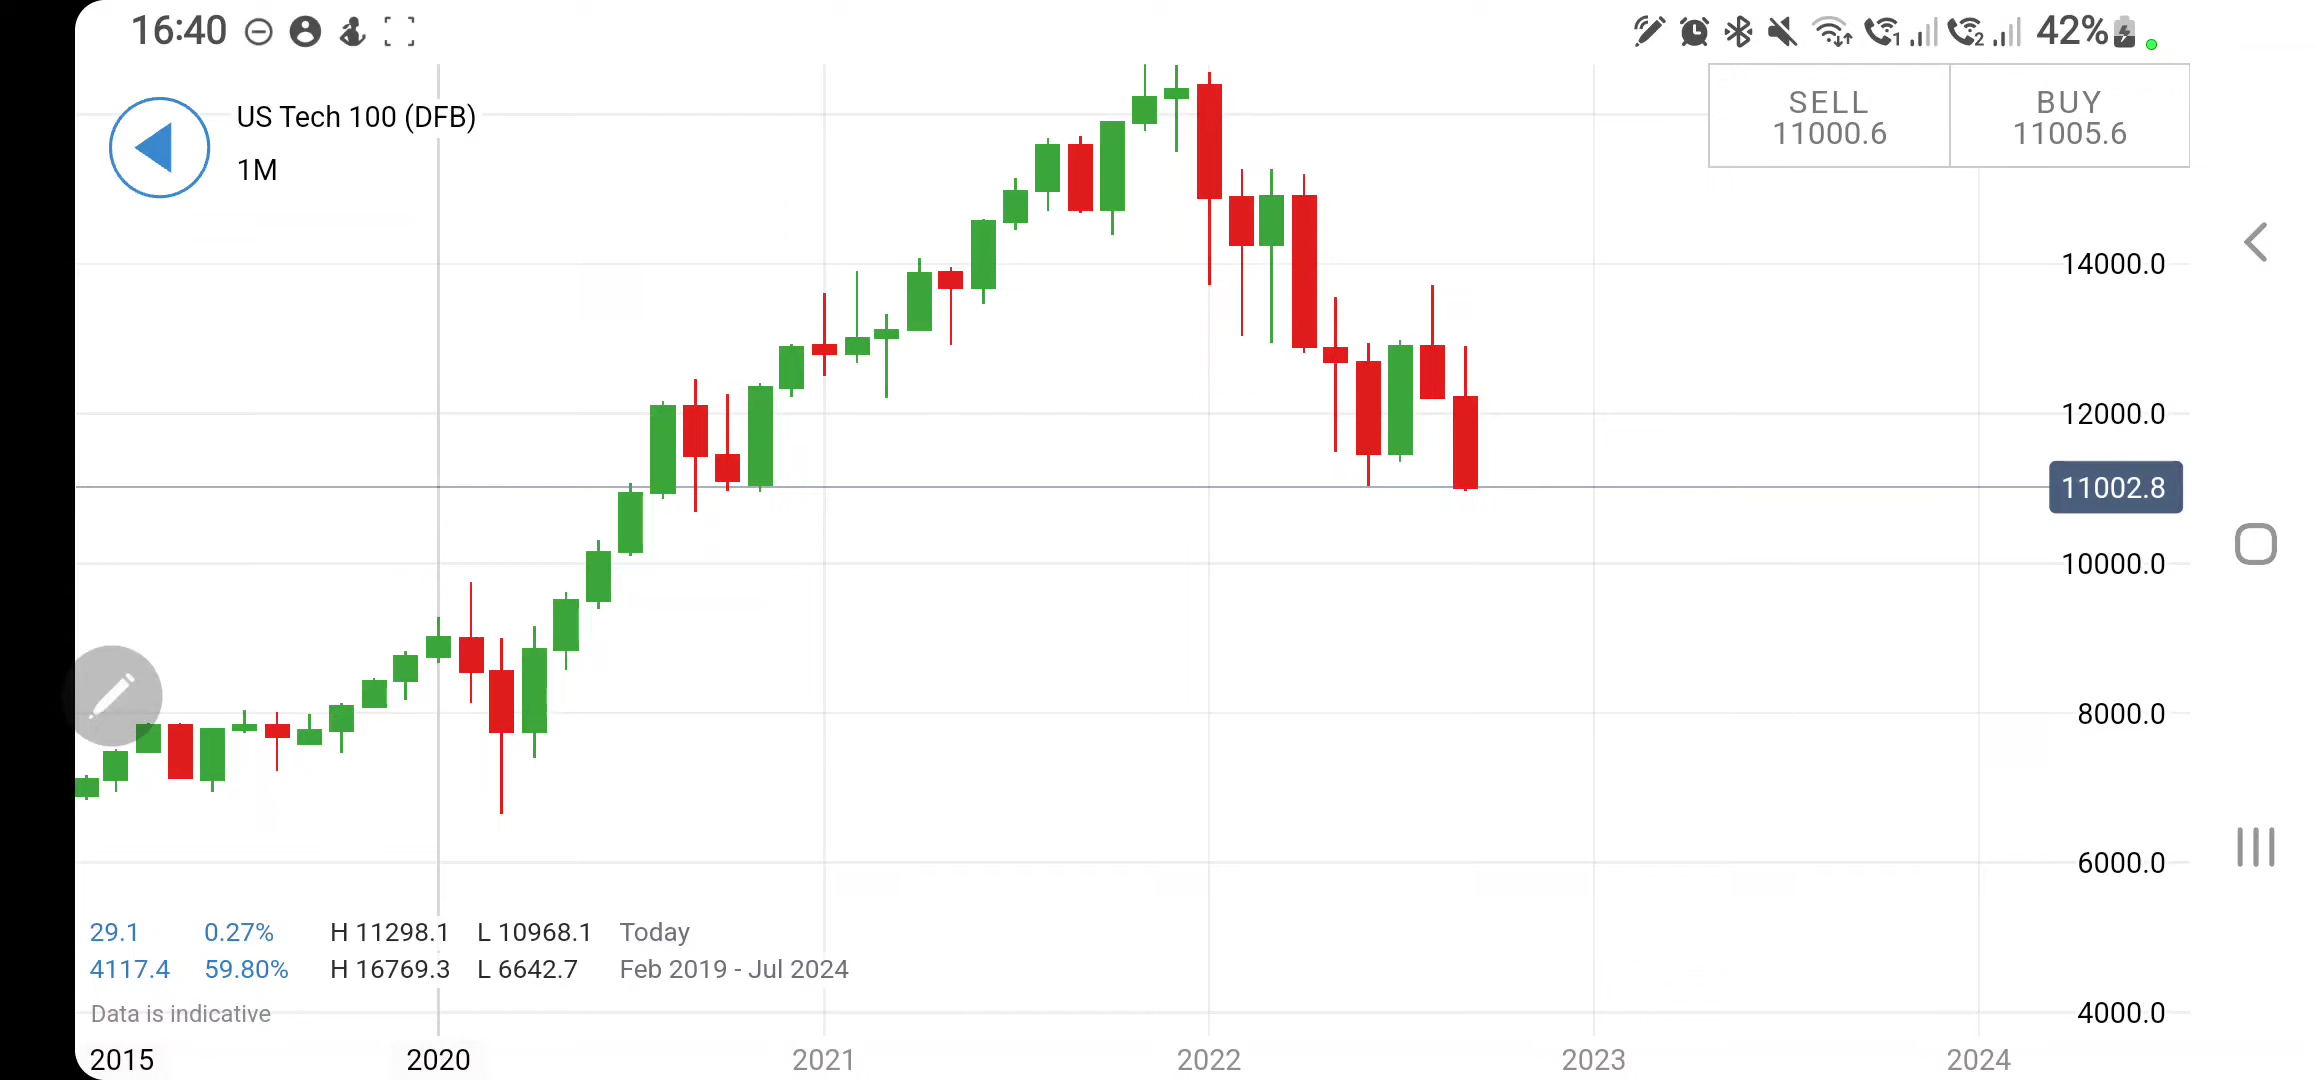 16:40
1 2 42%
US Tech 100 (DFB)
1M
SELL
11000.6
BUY
11005.6
14000.0
12000.0
11002.8
10000.0
8000.0
6000.0
4000.0
29.1 0.27% H 11298.1 L 10968.1 Today
4117.4 59.80% H 16769.3 L 6642.7 Feb 2019 - Jul 2024
Data is indicative
2015 2020 2021 2022 2023 2024